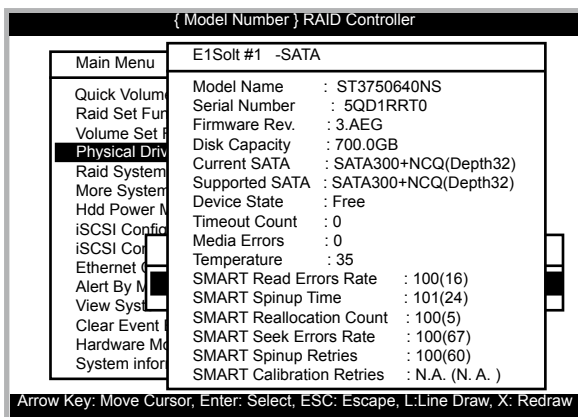 { Model Number } RAID Controller
Main Menu
Quick Volum
Raid Set Fun
Volume Set F
Physical Driv
Raid System
More System
Hdd Power M
iSCSI Config
iSCSI Con
Ethernet C
Alert By M
View Syst
Clear Event
Hardware Mo
System infor
E1Solt #1 -SATA
Model Name : ST3750640NS
Serial Number : 5QD1RRT0
Firmware Rev. : 3.AEG
Disk Capacity : 700.0GB
Current SATA : SATA300+NCQ(Depth32)
Supported SATA : SATA300+NCQ(Depth32)
Device State : Free
Timeout Count : 0
Media Errors : 0
Temperature : 35
SMART Read Errors Rate : 100(16)
SMART Spinup Time : 101(24)
SMART Reallocation Count : 100(5)
SMART Seek Errors Rate : 100(67)
SMART Spinup Retries : 100(60)
SMART Calibration Retries : N.A. (N. A. )
Arrow Key: Move Cursor, Enter: Select, ESC: Escape, L:Line Draw, X: Redraw